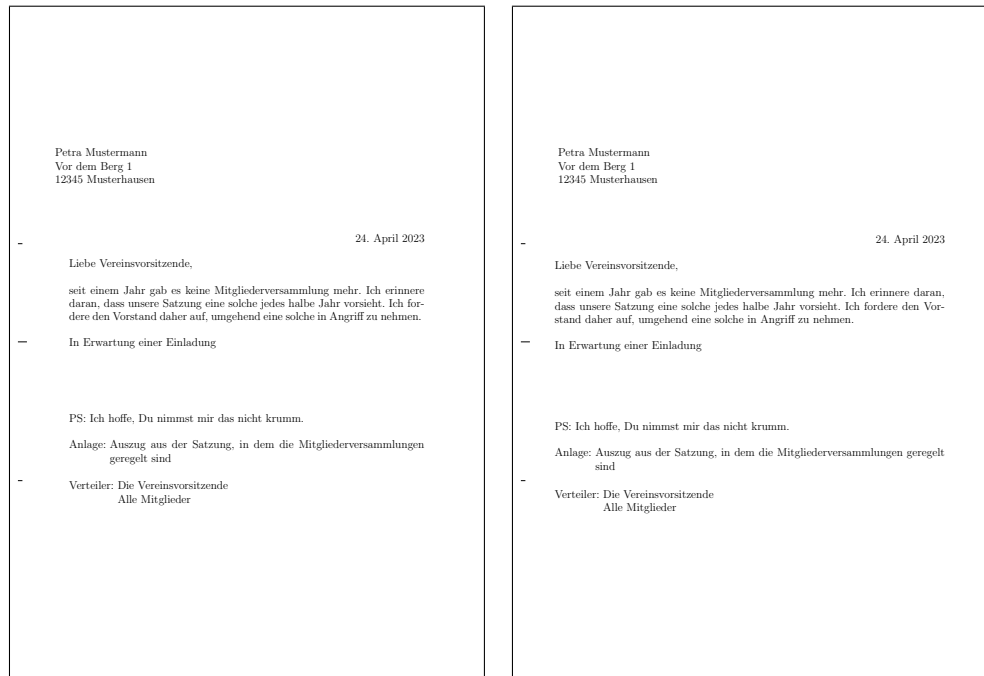 Petra Mustermann
Vor dem Berg 1
12345 Musterhausen
24. April 2023
Liebe Vereinsvorsitzende,
seit einem Jahr gab es keine Mitgliederversammlung mehr. Ich erinnere
daran, dass unsere Satzung eine solche jedes halbe Jahr vorsieht. Ich for-
dere den Vorstand daher auf, umgehend eine solche in Angriff zu nehmen.
In Erwartung einer Einladung
PS: Ich hoffe, Du nimmst mir das nicht krumm.
Anlage: Auszug aus der Satzung, in dem die Mitgliederversammlungen
geregelt sind
Verteiler: Die Vereinsvorsitzende
Alle Mitglieder
Petra Mustermann
Vor dem Berg 1
12345 Musterhausen
24. April 2023
Liebe Vereinsvorsitzende,
seit einem Jahr gab es keine Mitgliederversammlung mehr. Ich erinnere daran,
dass unsere Satzung eine solche jedes halbe Jahr vorsieht. Ich fordere den Vor-
stand daher auf, umgehend eine solche in Angriff zu nehmen.
In Erwartung einer Einladung
PS: Ich hoffe, Du nimmst mir das nicht krumm.
Anlage: Auszug aus der Satzung, in dem die Mitgliederversammlungen geregelt
sind
Verteiler: Die Vereinsvorsitzende
Alle Mitglieder